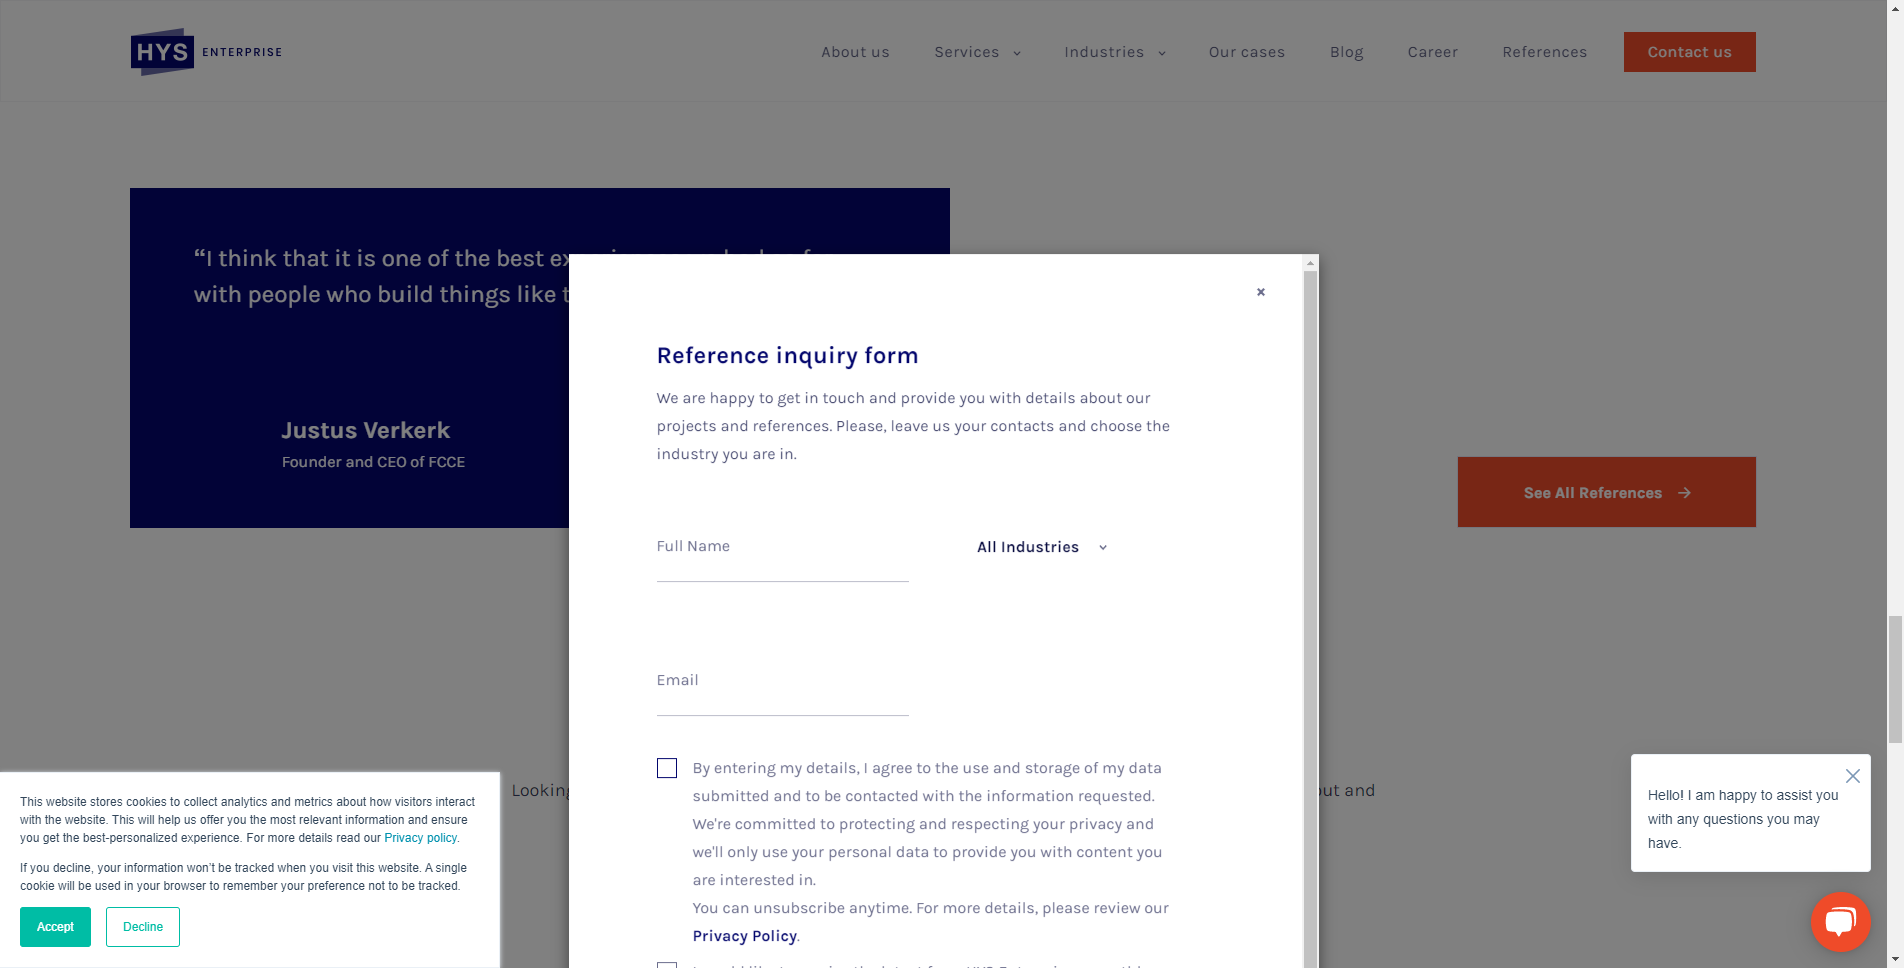 HYS ENTERPRISE
About us Services Industries Our cases Blog Career References Contact us
“I think that it is one of the best
with people who build things like
Justus Verkerk
Founder and CEO of FCCE
×
Reference inquiry form
We are happy to get in touch and provide you with details about our
projects and references. Please, leave us your contacts and choose the
industry you are in.
Full Name
All Industries
See All References →
Email
By entering my details, I agree to the use and storage of my data
submitted and to be contacted with the information requested.
We're committed to protecting and respecting your privacy and
we'll only use your personal data to provide you with content you
are interested in.
You can unsubscribe anytime. For more details, please review our
Privacy Policy.
Looking
and
This website stores cookies to collect analytics and metrics about how visitors interact
with the website. This will help us offer you the most relevant information and ensure
you get the best-personalized experience. For more details read our Privacy policy.
If you decline, your information won’t be tracked when you visit this website. A single
cookie will be used in your browser to remember your preference not to be tracked.
Accept
Decline
Hello! I am happy to assist you
with any questions you may
have.